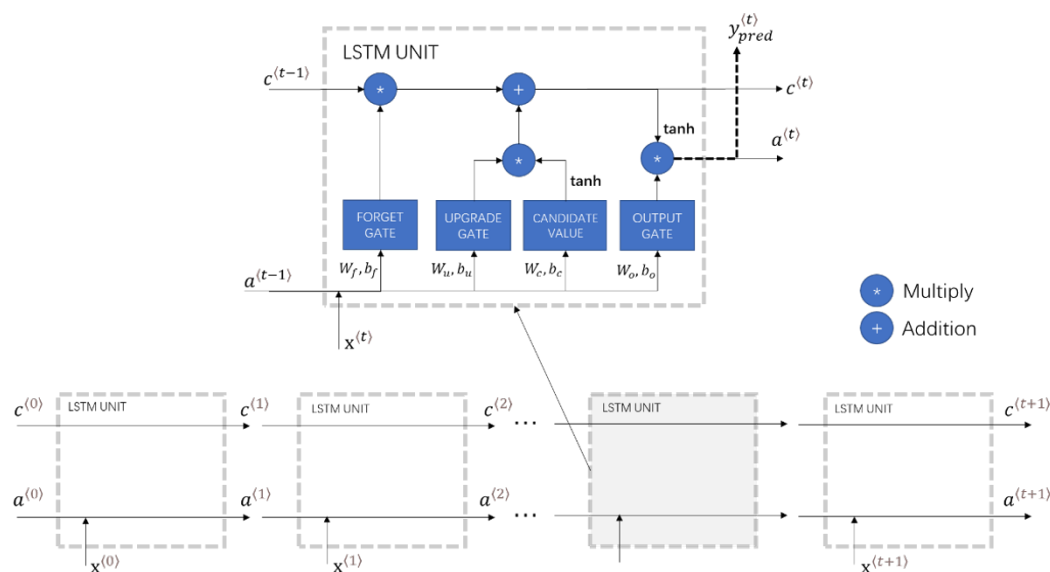 y_{pred}^{⟨t⟩}
LSTM UNIT
c^{⟨t−1⟩}
*
+
c^{⟨t⟩}
tanh
a^{⟨t⟩}
*
*
tanh
FORGET GATE
UPGRADE GATE
CANDIDATE VALUE
OUTPUT GATE
W_f, b_f
W_u, b_u
W_c, b_c
W_o, b_o
a^{⟨t−1⟩}
x^{⟨t⟩}
* Multiply
+ Addition
c^{⟨0⟩}
LSTM UNIT
c^{⟨1⟩}
LSTM UNIT
c^{⟨2⟩}
...
LSTM UNIT
LSTM UNIT
c^{⟨t+1⟩}
a^{⟨0⟩}
a^{⟨1⟩}
a^{⟨2⟩}
...
a^{⟨t+1⟩}
x^{⟨0⟩}
x^{⟨1⟩}
x^{⟨t+1⟩}